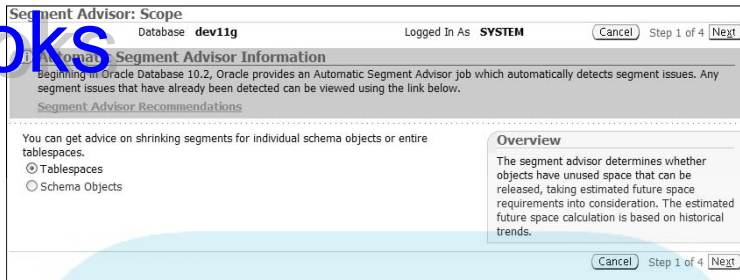 Segment Advisor: Scope
Database dev11g Logged In As SYSTEM Cancel Step 1 of 4 Next
oks
Automatic Segment Advisor Information
Beginning in Oracle Database 10.2, Oracle provides an Automatic Segment Advisor job which automatically detects segment issues. Any
segment issues that have already been detected can be viewed using the link below.
Segment Advisor Recommendations
You can get advice on shrinking segments for individual schema objects or entire
tablespaces.
Tablespaces
Schema Objects
Overview
The segment advisor determines whether
objects have unused space that can be
released, taking estimated future space
requirements into consideration. The estimated
future space calculation is based on historical
trends.
Cancel Step 1 of 4 Next